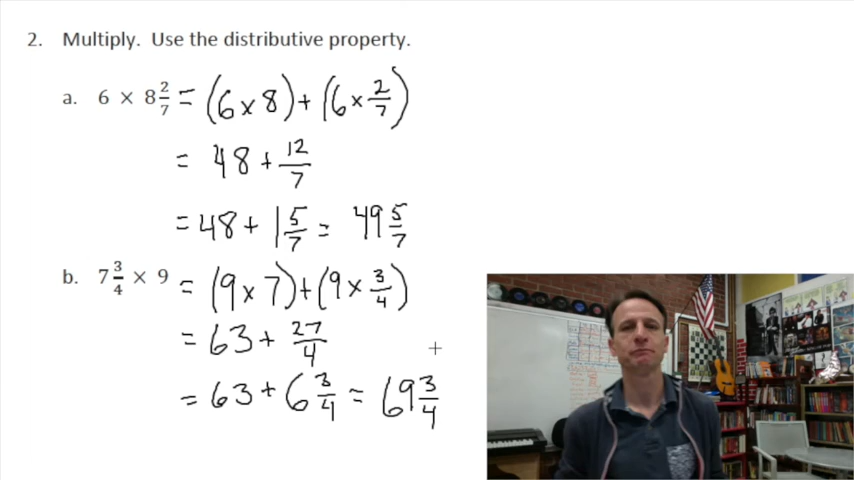 2. Multiply. Use the distributive property.
a. 6 × 8 2/7 = (6 × 8) + (6 × 2/7)
= 48 + 12/7
= 48 + 1 5/7 = 49 5/7
b. 7 3/4 × 9 = (9 × 7) + (9 × 3/4)
= 63 + 27/4
= 63 + 6 3/4 = 69 3/4